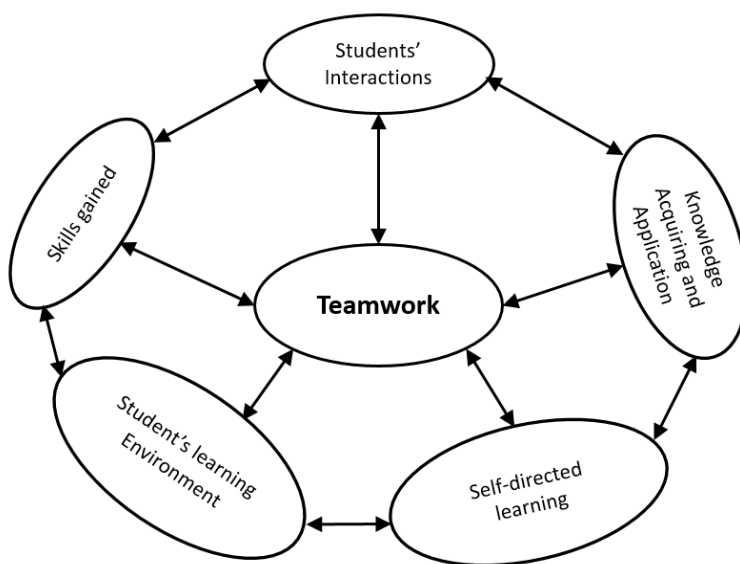 Students’
Interactions
Skills gained
Knowledge
Acquiring and
Application
Teamwork
Student’s learning
Environment
Self-directed
learning